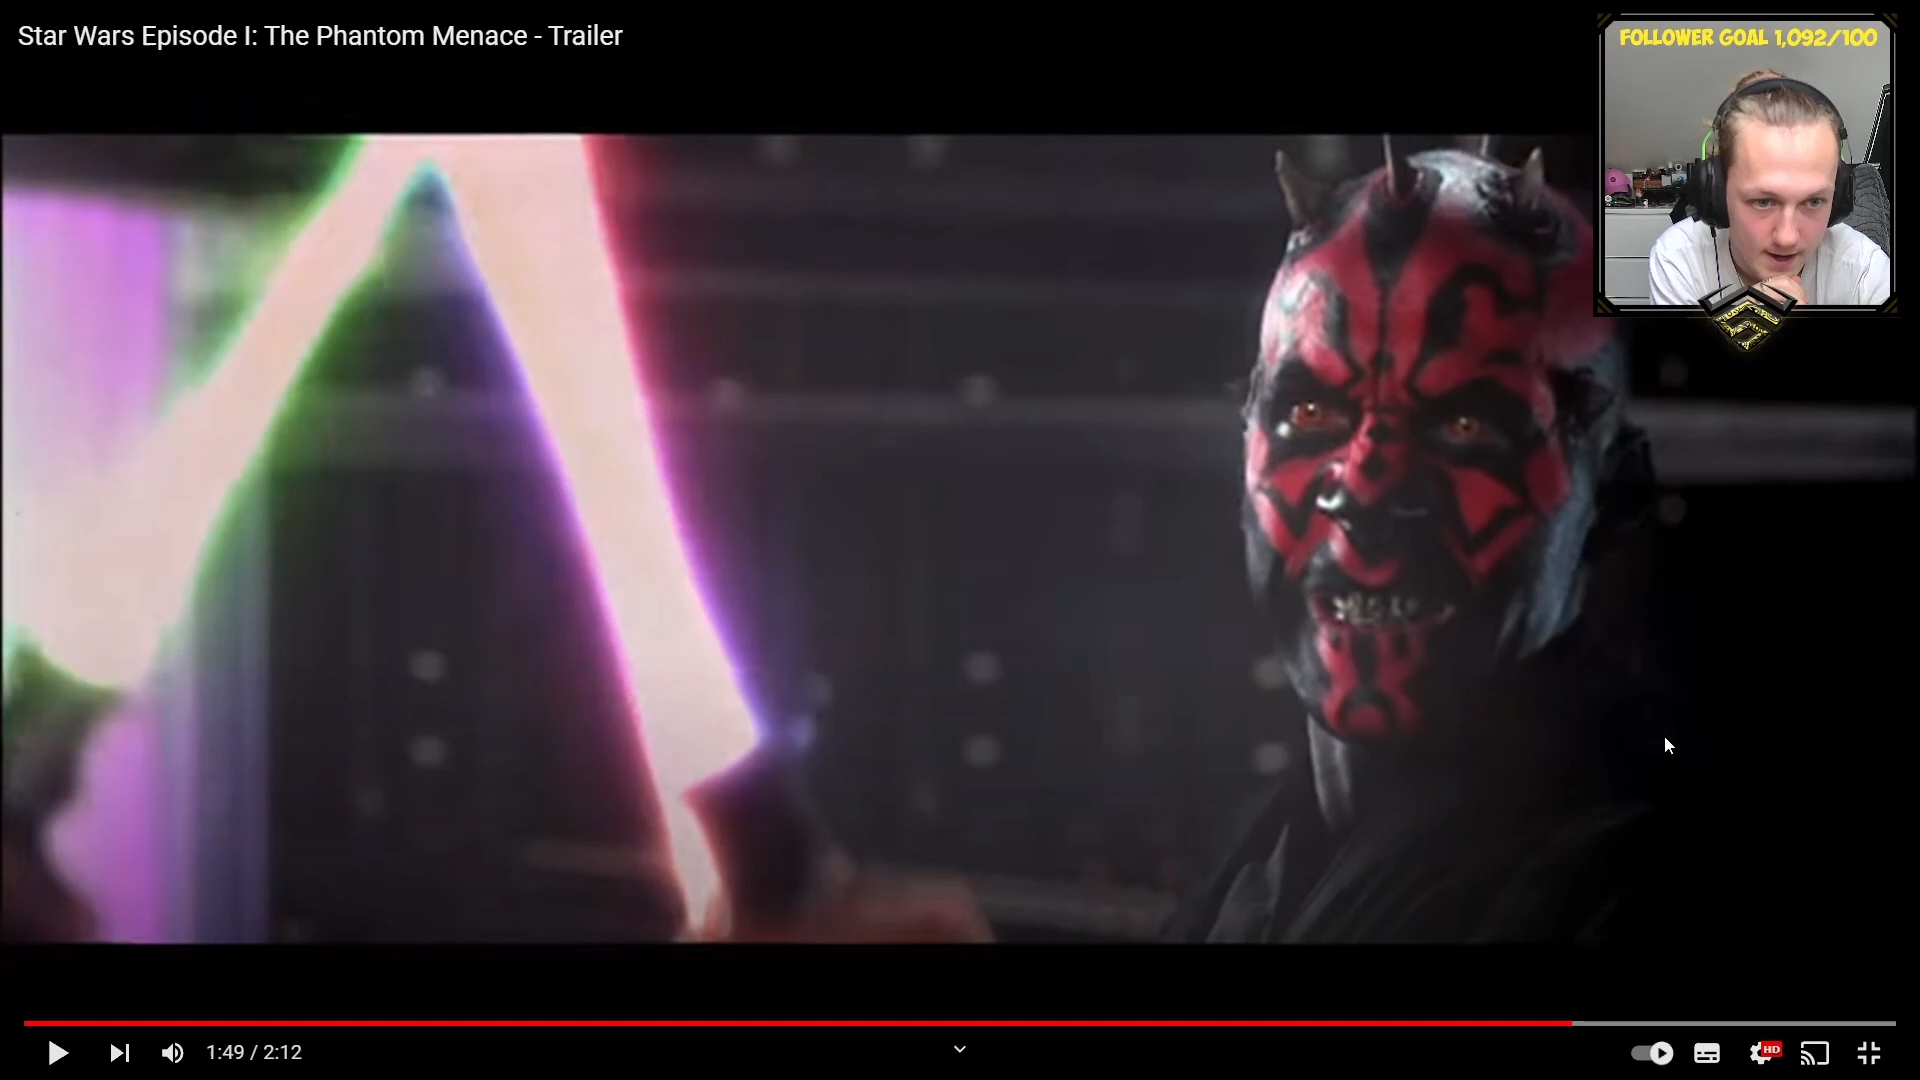 Star Wars Episode I: The Phantom Menace - Trailer
FOLLOWER GOAL 1,092/100
1:49 / 2:12
HD